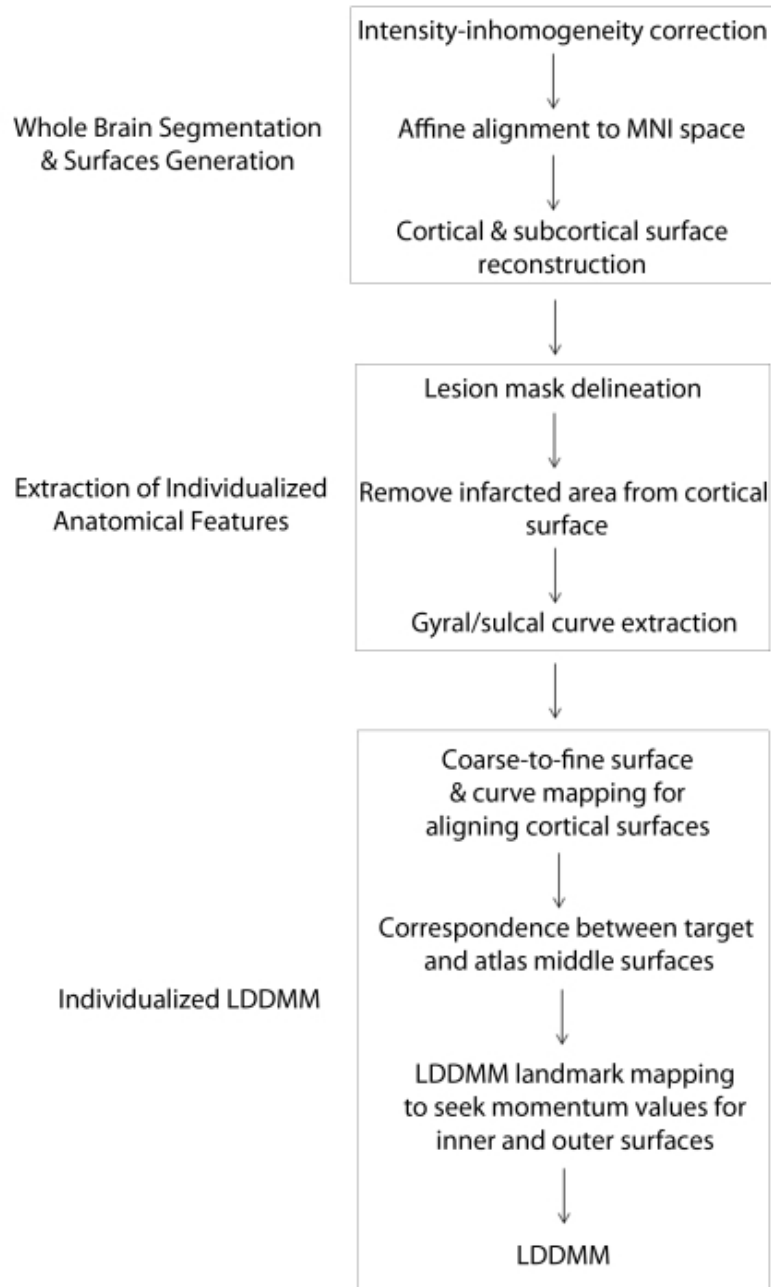 Intensity-inhomogeneity correction
Whole Brain Segmentation
& Surfaces Generation
Affine alignment to MNI space
Cortical & subcortical surface
reconstruction
Lesion mask delineation
Extraction of Individualized
Anatomical Features
Remove infarcted area from cortical
surface
Gyral/sulcal curve extraction
Coarse-to-fine surface
& curve mapping for
aligning cortical surfaces
Correspondence between target
and atlas middle surfaces
Individualized LDDMM
LDDMM landmark mapping
to seek momentum values for
inner and outer surfaces
LDDMM